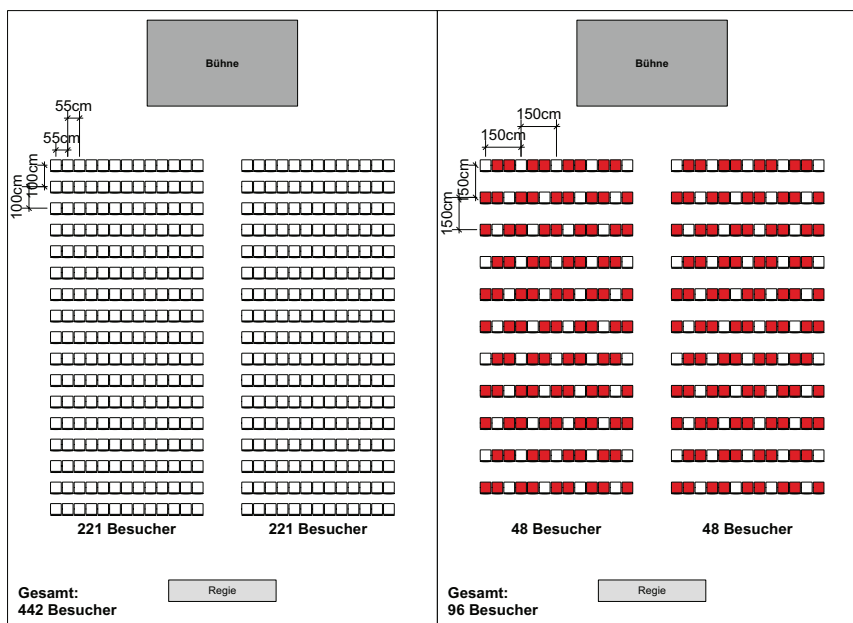 Bühne
55cm
55cm
100cm
100cm
221 Besucher
221 Besucher
Gesamt:
442 Besucher
Regie
Bühne
150cm
150cm
150cm
150cm
48 Besucher
48 Besucher
Gesamt:
96 Besucher
Regie